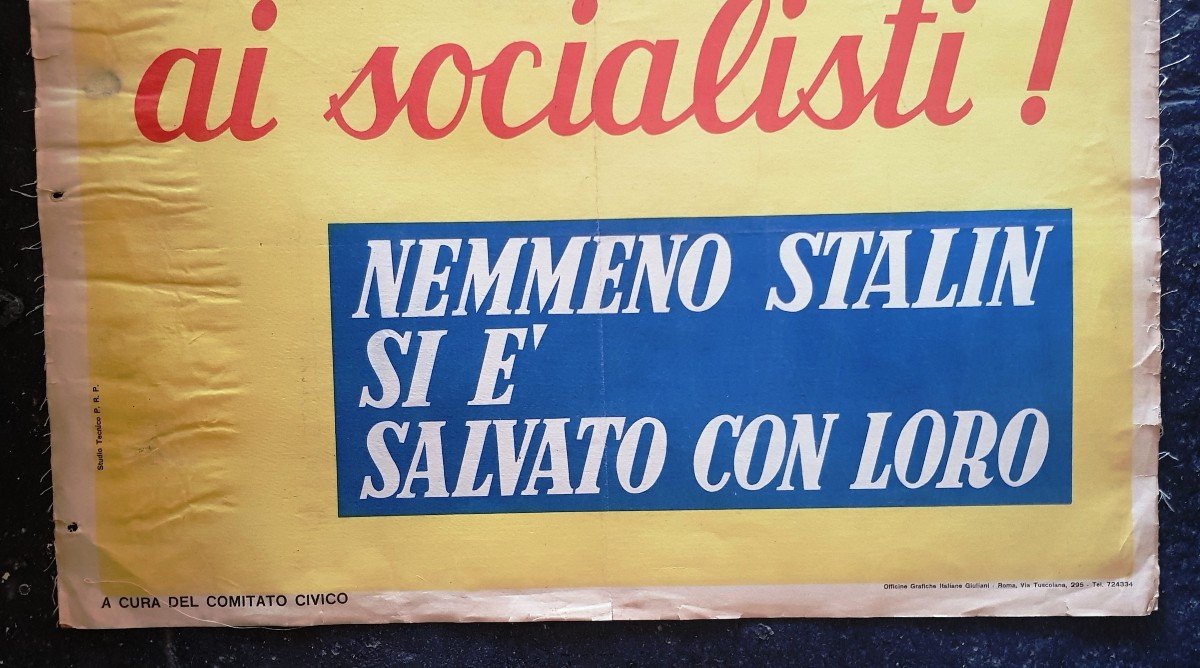 ai socialisti!
NEMMENO STALIN
SI E'
SALVATO CON LORO
Studio Tecnico P. R. P.
A CURA DEL COMITATO CIVICO
Officine Grafiche Italiane Giuliani - Roma, Via Tuscolana, 295 - Tel. 724334